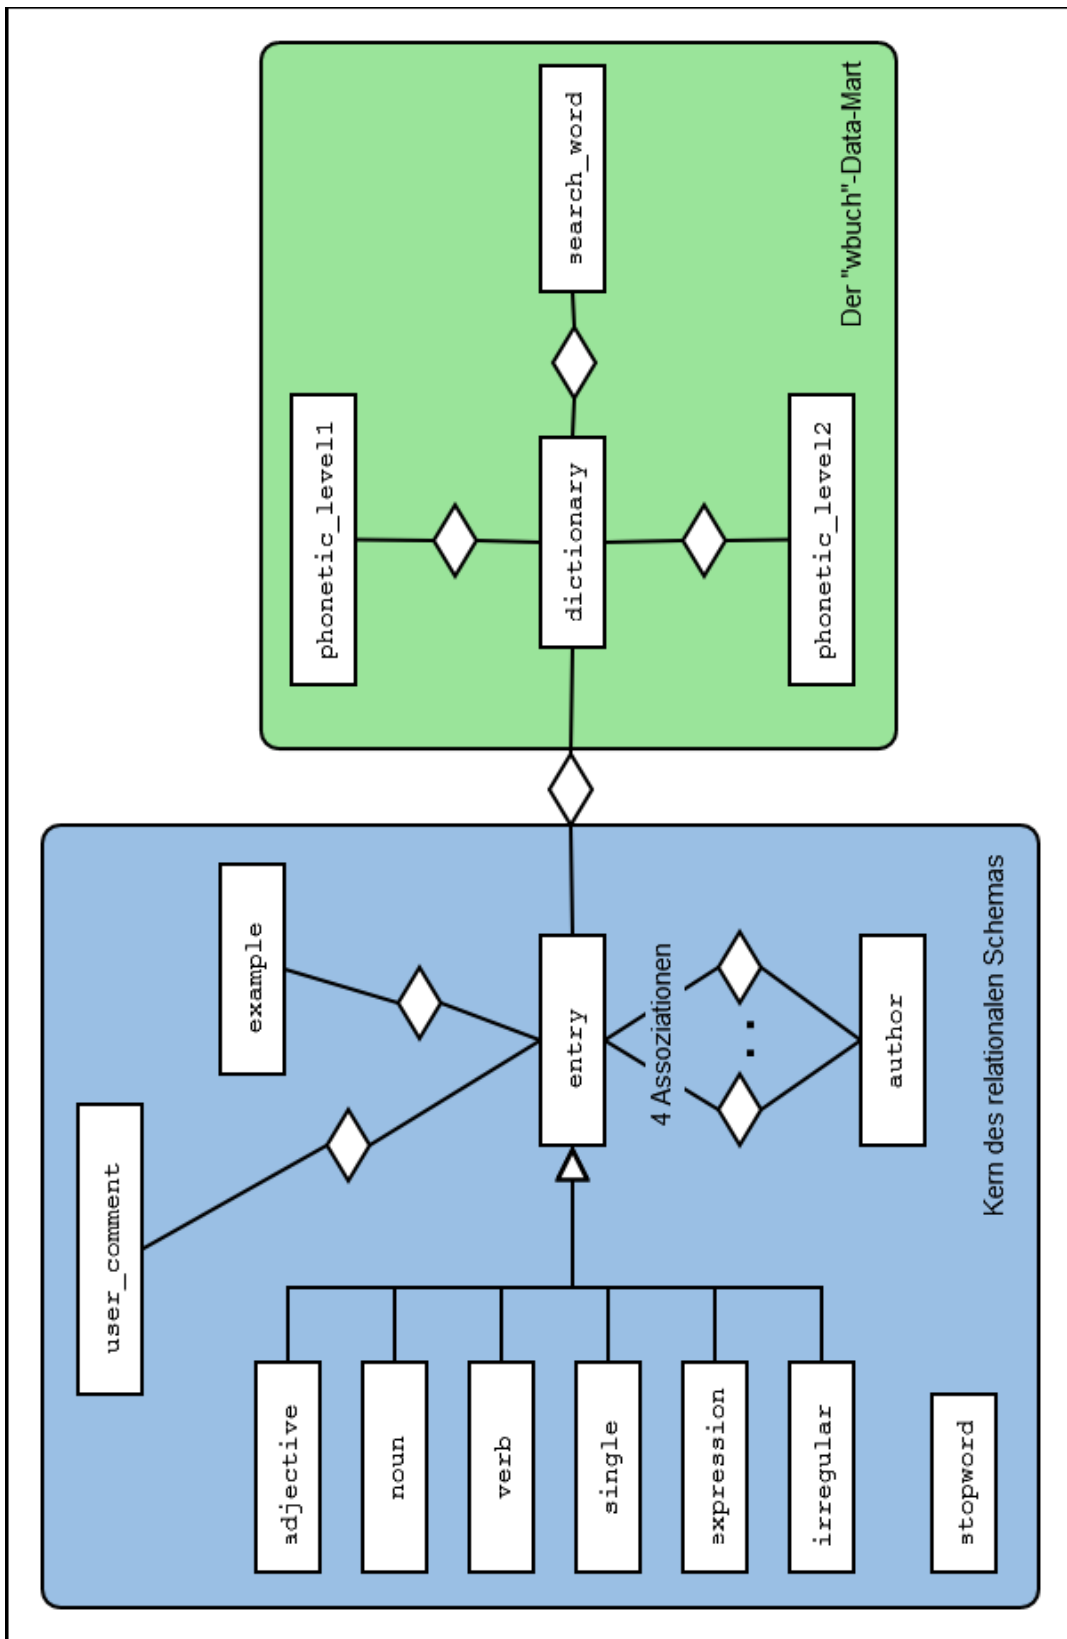 user_comment
example
adjective
noun
verb
single
expression
irregular
stopword
entry
4 Assoziationen
author
Kern des relationalen Schemas
phonetic_level1
dictionary
search_word
phonetic_level2
Der "wbuch"-Data-Mart